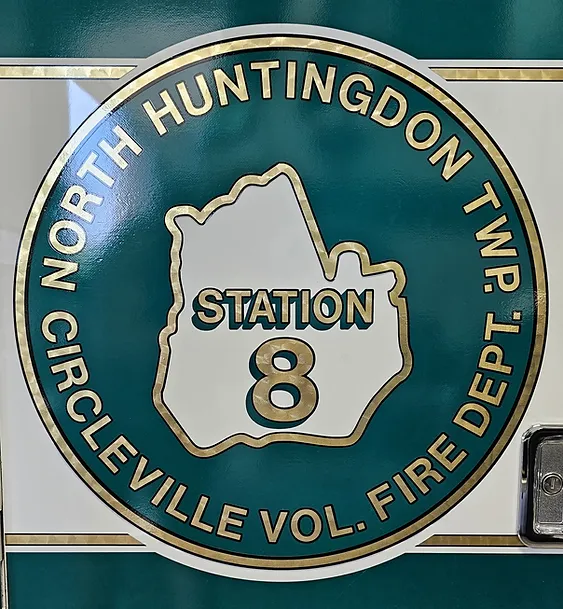 NORTH HUNTINGDON TWP.
STATION
8
CIRCLEVILLE VOL. FIRE DEPT.